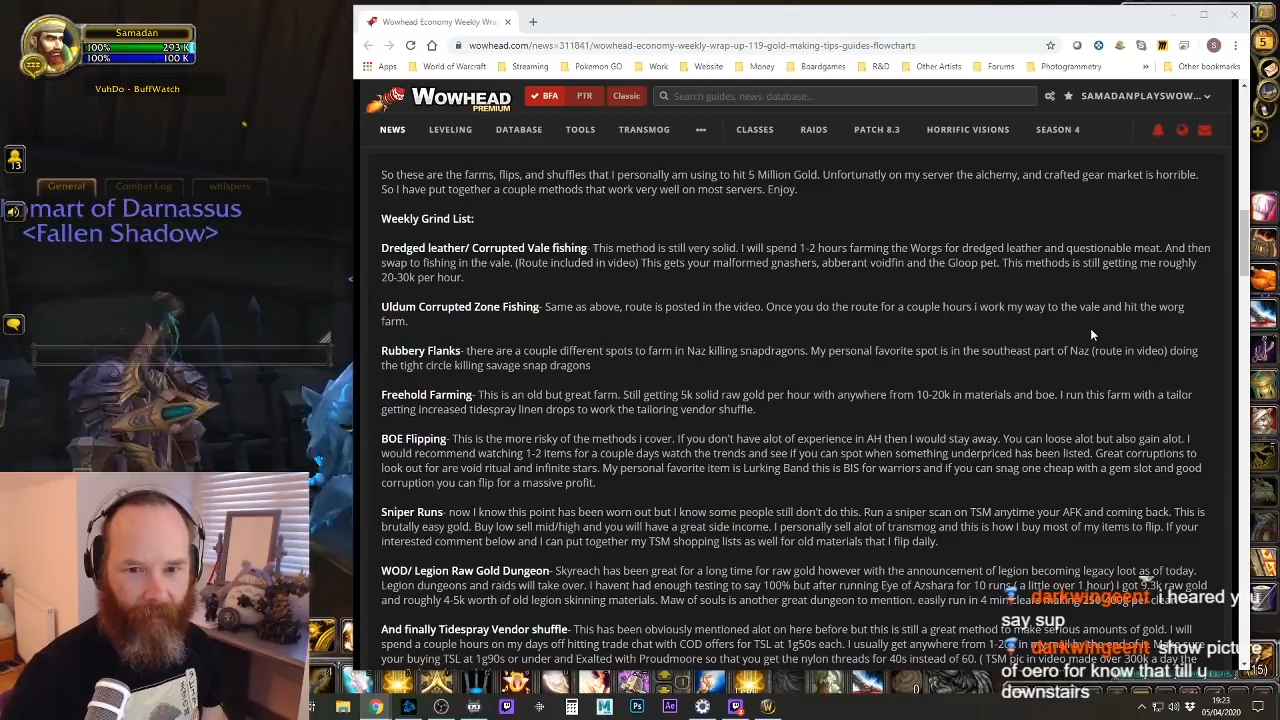 Samadan
100% 293 K
100% 100 K
zzz
VuhDo - BuffWatch
13
General Combat Log whispers
omart of Darnassus
<Fallen Shadow>
Wowhead Economy Weekly Wra
wowhead.com/news=311841/wowhead-economy-weekly-wrap-up-119-gold-making-tips-guides-flowcharts
Apps World of Warcraft Streaming Pokemon GO Work Website Money Boardgames R&D Other Artists Forums Photogrammetry » Other bookmarks
WOWHEAD PREMIUM BFA PTR Classic Search guides, news, database... SAMADANPLAYSWOW...
NEWS LEVELING DATABASE TOOLS TRANSMOG ••• CLASSES RAIDS PATCH 8.3 HORRIFIC VISIONS SEASON 4
So these are the farms, flips, and shuffles that I personally am using to hit 5 Million Gold. Unfortunatly on my server the alchemy, and crafted gear market is horrible.
So I have put together a couple methods that work very well on most servers. Enjoy.
Weekly Grind List:
Dredged leather/ Corrupted Vale fishing- This method is still very solid. I will spend 1-2 hours farming the Worgs for dredged leather and questionable meat. And then
swap to fishing in the vale. (Route included in video) This gets your malformed gnashers, abberant voidfin and the Gloop pet. This methods is still getting me roughly
20-30k per hour.
Uldum Corrupted Zone Fishing- Same as above, route is posted in the video. Once you do the route for a couple hours i work my way to the vale and hit the worg
farm.
Rubbery Flanks- there are a couple different spots to farm in Naz killing snapdragons. My personal favorite spot is in the southeast part of Naz (route in video) doing
the tight circle killing savage snap dragons
Freehold Farming- This is an old but great farm. Still getting 5k solid raw gold per hour with anywhere from 10-20k in materials and boe. I run this farm with a tailor
getting increased tidespray linen drops to work the tailoring vendor shuffle.
BOE Flipping- This is the more risky of the methods i cover. If you don't have alot of experience in AH then I would stay away. You can loose alot but also gain alot. I
would recommend watching 1-2 items for a couple days watch the trends and see if you can spot when something underpriced has been listed. Great corruptions to
look out for are void ritual and infinite stars. My personal favorite item is Lurking Band this is BIS for warriors and if you can snag one cheap with a gem slot and good
corruption you can flip for a massive profit.
Sniper Runs- now I know this point has been worn out but I know some people still don't do this. Run a sniper scan on TSM anytime your AFK and coming back. This is
brutally easy gold. Buy low sell mid/high and you will have a great side income. I personally sell alot of transmog and this is how I buy most of my items to flip. If your
interested comment below and I can put together my TSM shopping lists as well for old materials that I flip daily.
WOD/ Legion Raw Gold Dungeon- Skyreach has been great for a long time for raw gold however with the announcement of legion becoming legacy loot as of today.
Legion dungeons and raids will take over. I havent had enough testing to say 100% but after running Eye of Azshara for 10 runs ( a little over 1 hour) I got 9.3k raw gold
and roughly 4-5k worth of old legion skinning materials. Maw of souls is another great dungeon to mention. easily run in 4 min
And finally Tidespray Vendor shuffle- This has been obviously mentioned alot on here before but this is still a great method to make serious amounts of gold. I will
spend a couple hours on my days off hitting trade chat with COD offers for TSL at 1g50s each. I usually get anywhere from
your buying TSL at 1g90s or under and Exalted with Proudmoore so that you get the nylon threads for 40s instead of 60. ( TSM pic in video made over 300k a day the
darkwingeent: I heared you
say sup
darkwingeent: show picture
of oero for know that till u
downstairs
5
15
19:23
05/04/2020